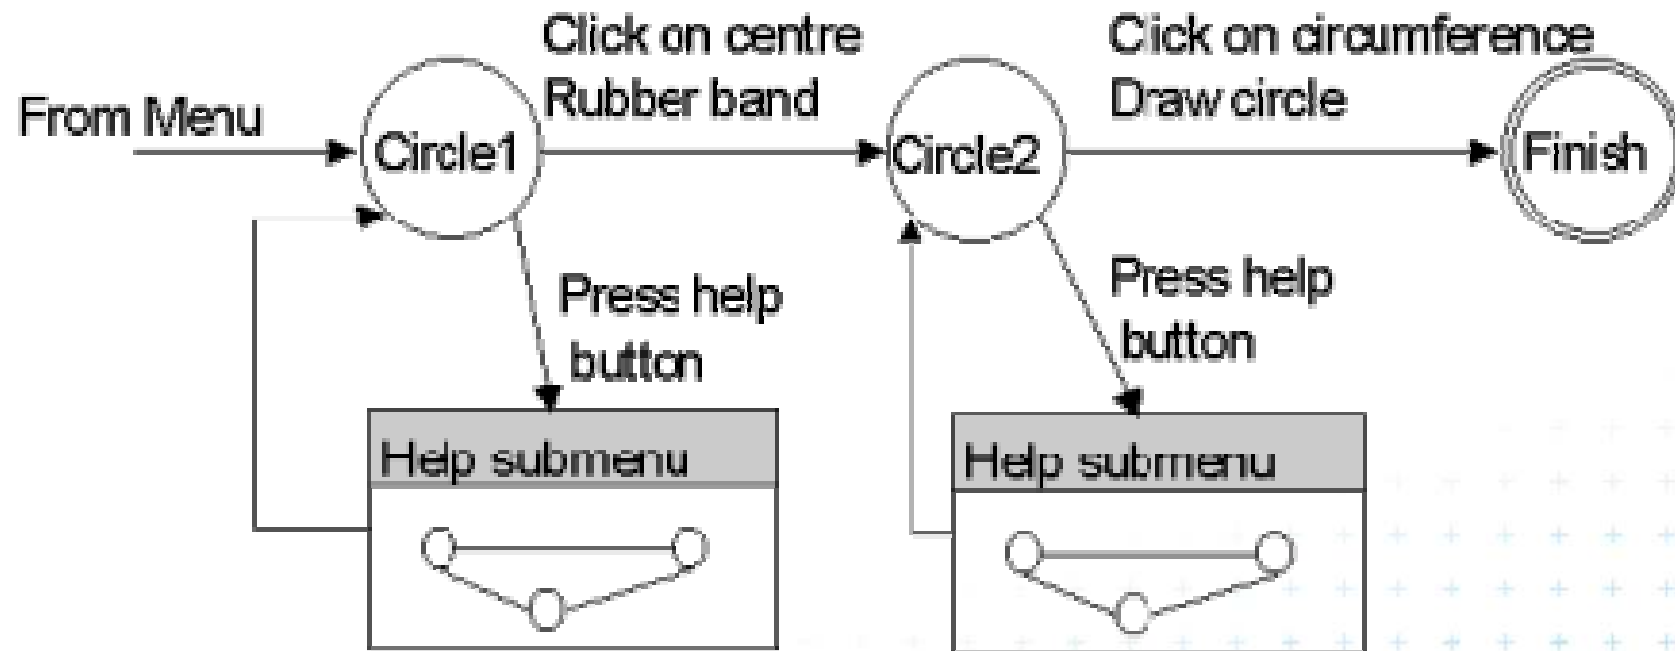 From Menu
Circle1
Click on centre
Rubber band
Circle2
Cick on circumference
Draw circle
Finish
Press help
button
Press help
button
Help submenu
Help submenu